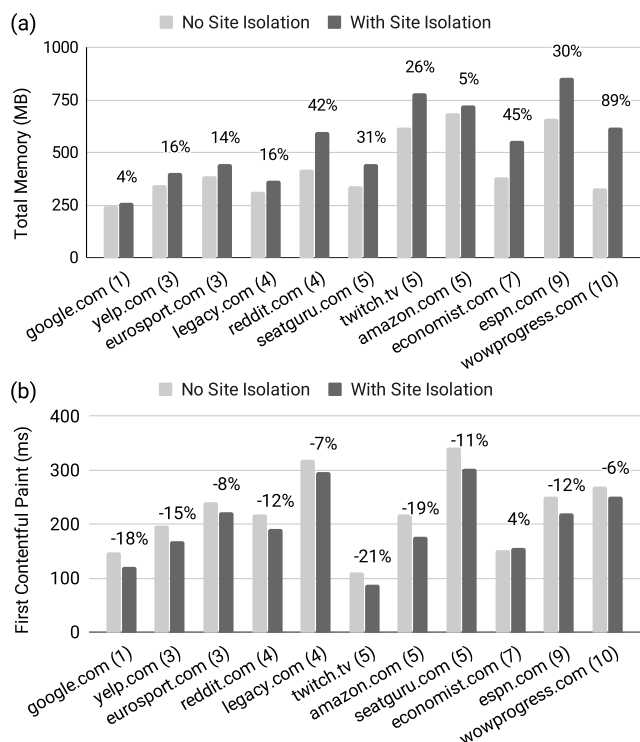 (a)
No Site Isolation With Site Isolation
Total Memory (MB)
1000
750
500
250
0
4%
16%
14%
16%
42%
31%
26%
5%
45%
30%
89%
google.com (1)
yelp.com (3)
eurosport.com (3)
legacy.com (4)
reddit.com (4)
seatguru.com (5)
twitch.tv (5)
amazon.com (5)
economist.com (7)
espn.com (9)
wowprogress.com (10)
(b)
No Site Isolation With Site Isolation
First Contentful Paint (ms)
400
300
200
100
0
-18%
-15%
-8%
-12%
-7%
-21%
-19%
-11%
4%
-12%
-6%
google.com (1)
yelp.com (3)
eurosport.com (3)
reddit.com (4)
legacy.com (4)
twitch.tv (5)
amazon.com (5)
seatguru.com (5)
economist.com (7)
espn.com (9)
wowprogress.com (10)